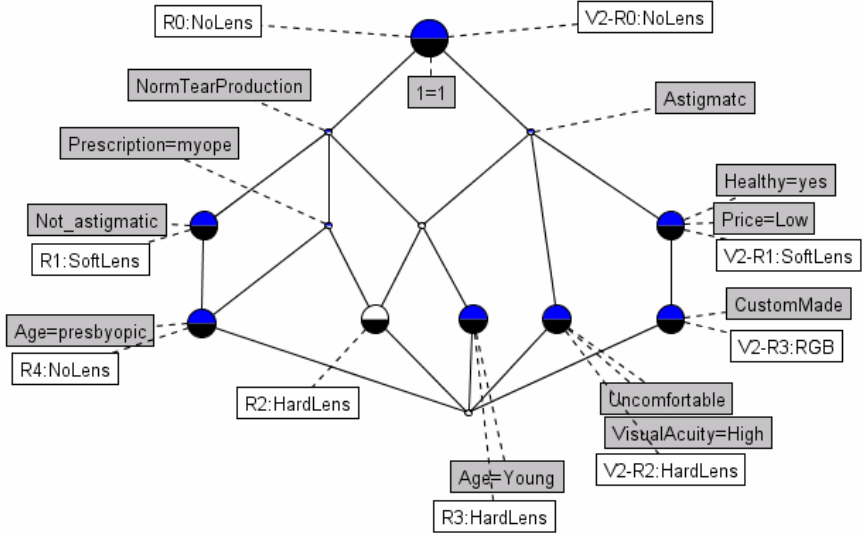 R0:NoLens
V2-R0:NoLens
NormTearProduction
1=1
Astigmatc
Prescription=myope
Healthy=yes
Not_astigmatic
Price=Low
R1:SoftLens
V2-R1:SoftLens
Age=presbyopic
CustomMade
R4:NoLens
V2-R3:RGB
R2:HardLens
Uncomfortable
VisualAcuity=High
Age=Young
V2-R2:HardLens
R3:HardLens